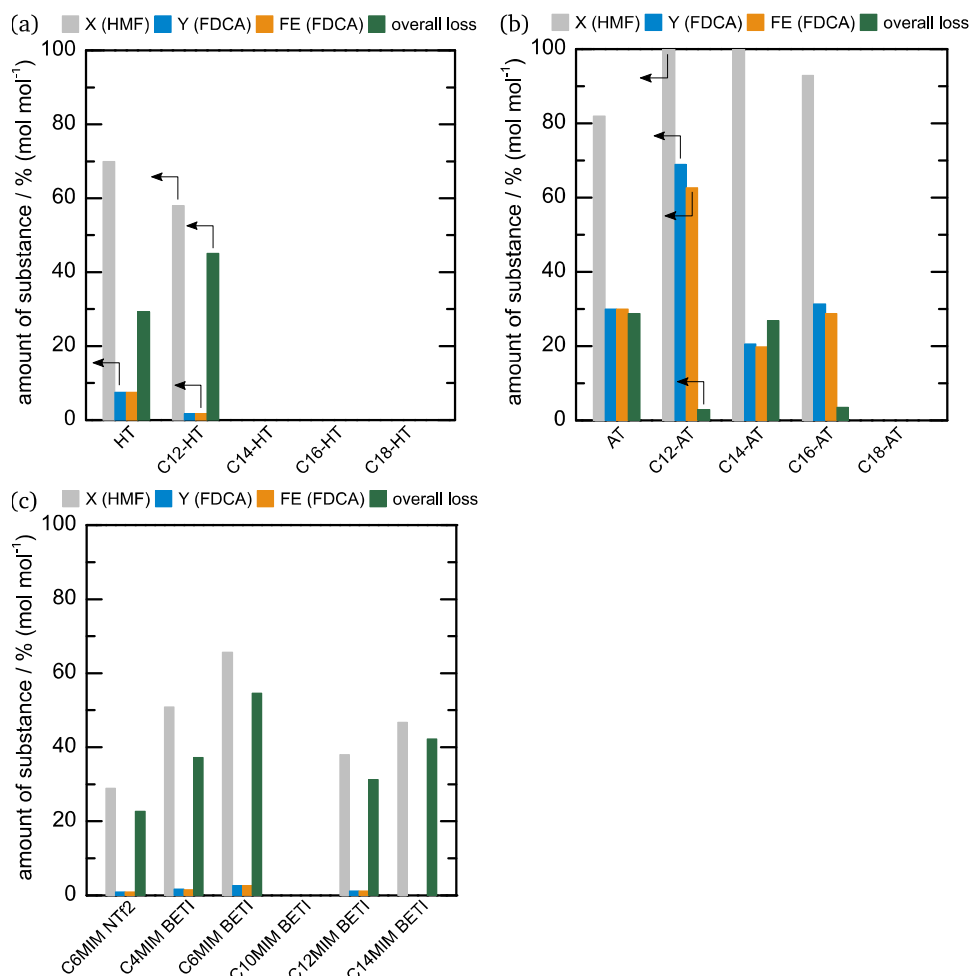 (a) X (HMF) Y (FDCA) FE (FDCA) overall loss
amount of substance / % (mol mol⁻¹)
100
80
60
40
20
0
HT
C12-HT
C14-HT
C16-HT
C18-HT
(b) X (HMF) Y (FDCA) FE (FDCA) overall loss
amount of substance / % (mol mol⁻¹)
100
80
60
40
20
0
AT
C12-AT
C14-AT
C16-AT
C18-AT
(c) X (HMF) Y (FDCA) FE (FDCA) overall loss
amount of substance / % (mol mol⁻¹)
100
80
60
40
20
0
C6MIM NTf2
C4MIM BETI
C6MIM BETI
C10MIM BETI
C12MIM BETI
C14MIM BETI